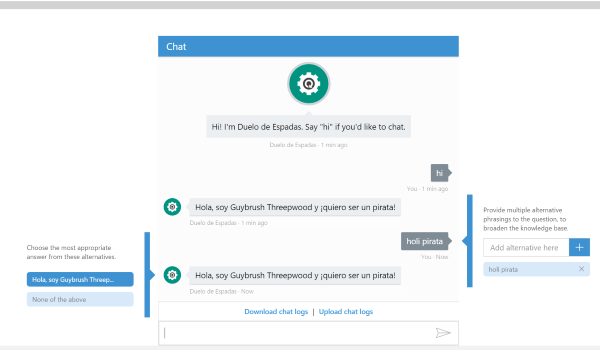 Chat
Hi! I'm Duelo de Espadas. Say "hi" if you'd like to chat.
Duelo de Espadas · 1 min ago
hi
You · 1 min ago
Hola, soy Guybrush Threepwood y ¡quiero ser un pirata!
Duelo de Espadas · 1 min ago
holi pirata
You · Now
Hola, soy Guybrush Threepwood y ¡quiero ser un pirata!
Duelo de Espadas · Now
Choose the most appropriate
answer from these alternatives.
Hola, soy Guybrush Threep...
None of the above
Provide multiple alternative
phrasings to the question, to
broaden the knowledge base.
Add alternative here +
holi pirata ×
Download chat logs | Upload chat logs